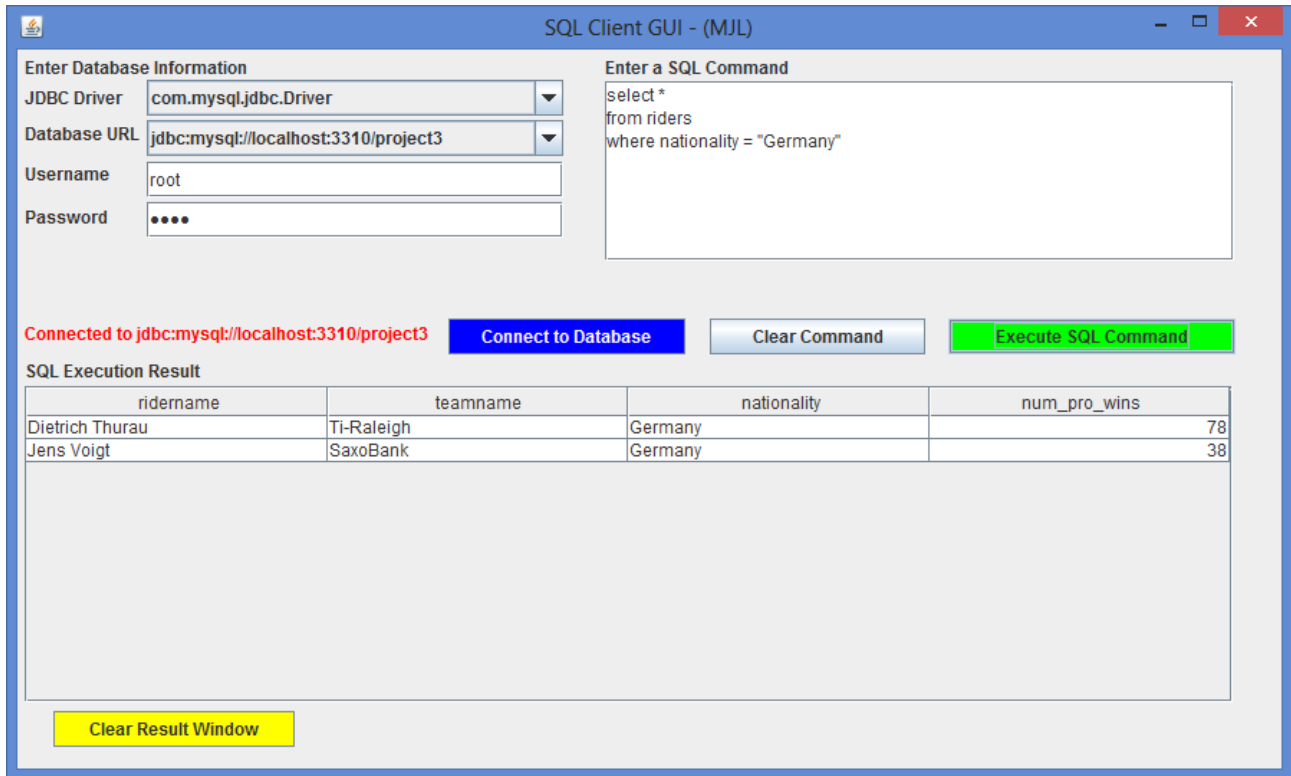 SQL Client GUI - (MJL)
Enter Database Information
JDBC Driver com.mysql.jdbc.Driver
Database URL jdbc:mysql://localhost:3310/project3
Username root
Password ••••
Enter a SQL Command
select *
from riders
where nationality = "Germany"
Connected to jdbc:mysql://localhost:3310/project3 Connect to Database Clear Command Execute SQL Command
SQL Execution Result
ridername teamname nationality num_pro_wins
Dietrich Thurau Ti-Raleigh Germany 78
Jens Voigt SaxoBank Germany 38
Clear Result Window